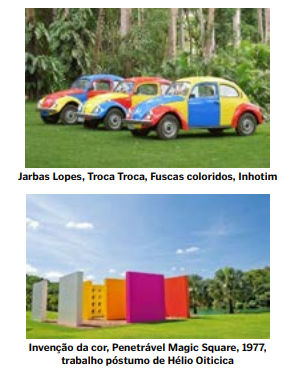 Jarbas Lopes, Troca Troca, Fuscas coloridos, Inhotim
Invenção da cor, Penetrável Magic Square, 1977,
trabalho póstumo de Hélio Oiticica